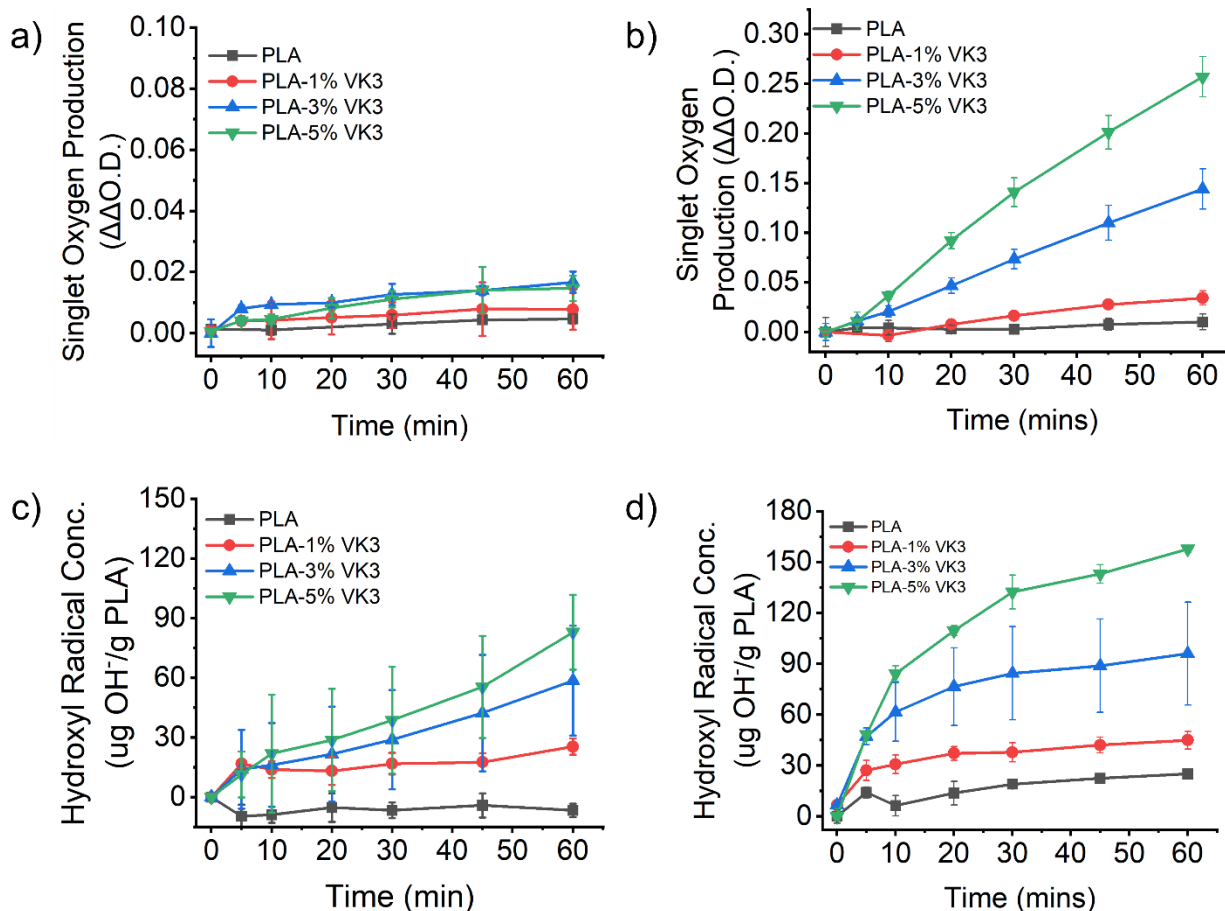 a)
Singlet Oxygen Production
(ΔΔO.D.)
0.10
0.08
0.06
0.04
0.02
0.00
PLA
PLA-1% VK3
PLA-3% VK3
PLA-5% VK3
0 10 20 30 40 50 60
Time (min)
b)
Singlet Oxygen
Production (ΔΔO.D.)
0.30
0.25
0.20
0.15
0.10
0.05
0.00
PLA
PLA-1% VK3
PLA-3% VK3
PLA-5% VK3
0 10 20 30 40 50 60
Time (mins)
c)
Hydroxyl Radical Conc.
(ug OH⁻/g PLA)
150
120
90
60
30
0
PLA
PLA-1% VK3
PLA-3% VK3
PLA-5% VK3
0 10 20 30 40 50 60
Time (min)
d)
Hydroxyl Radical Conc.
(ug OH⁻/g PLA)
180
150
120
90
60
30
0
PLA
PLA-1% VK3
PLA-3% VK3
PLA-5% VK3
0 10 20 30 40 50 60
Time (mins)